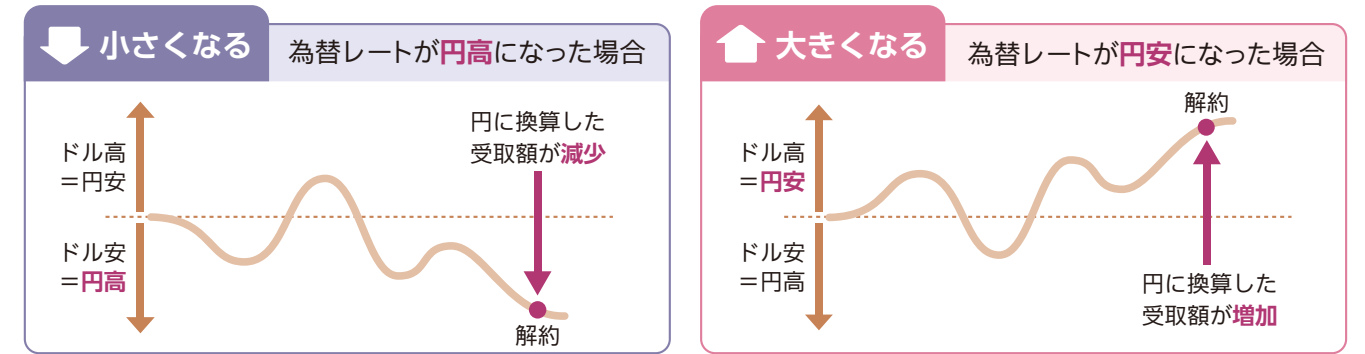 小さくなる
為替レートが円高になった場合
ドル高
＝円安
ドル安
＝円高
円に換算した
受取額が減少
解約
大きくなる
為替レートが円安になった場合
ドル高
＝円安
ドル安
＝円高
解約
円に換算した
受取額が増加